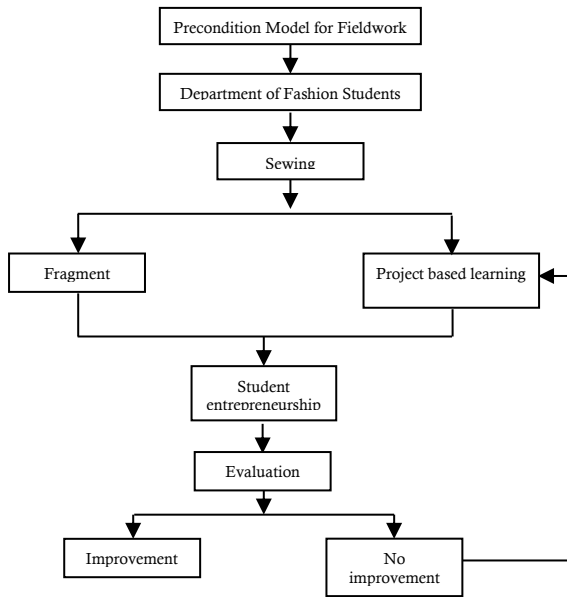 Precondition Model for Fieldwork
Department of Fashion Students
Sewing
Fragment
Project based learning
Student
entrepreneurship
Evaluation
Improvement
No
improvement